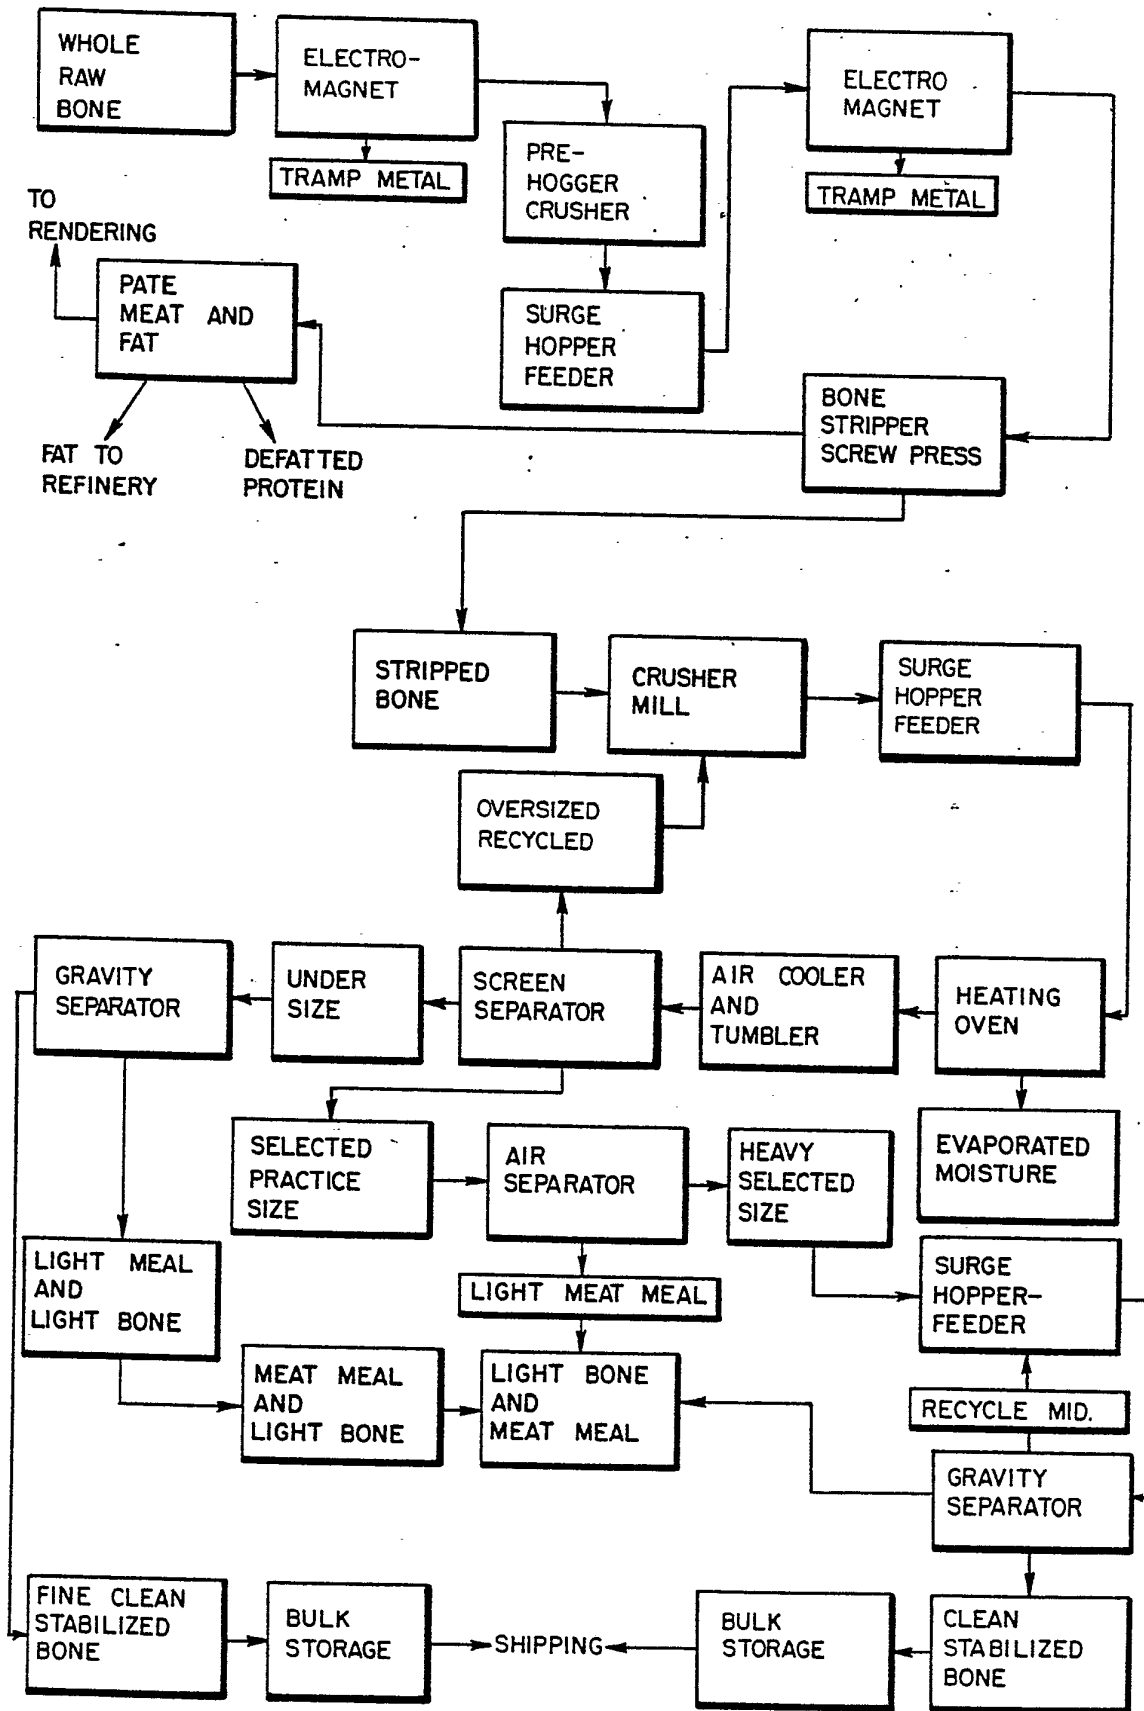 WHOLE
RAW
BONE
ELECTRO-
MAGNET
TRAMP METAL
PRE-
HOGGER
CRUSHER
SURGE
HOPPER
FEEDER
ELECTRO
MAGNET
TRAMP METAL
BONE
STRIPPER
SCREW PRESS
TO
RENDERING
PATE
MEAT AND
FAT
FAT TO
REFINERY
DEFATTED
PROTEIN
STRIPPED
BONE
CRUSHER
MILL
SURGE
HOPPER
FEEDER
OVERSIZED
RECYCLED
GRAVITY
SEPARATOR
UNDER
SIZE
SCREEN
SEPARATOR
AIR COOLER
AND
TUMBLER
HEATING
OVEN
EVAPORATED
MOISTURE
SELECTED
PRACTICE
SIZE
AIR
SEPARATOR
HEAVY
SELECTED
SIZE
LIGHT MEAL
AND
LIGHT BONE
LIGHT MEAT MEAL
SURGE
HOPPER-
FEEDER
MEAT MEAL
AND
LIGHT BONE
LIGHT BONE
AND
MEAT MEAL
RECYCLE MID.
GRAVITY
SEPARATOR
FINE CLEAN
STABILIZED
BONE
BULK
STORAGE
SHIPPING
BULK
STORAGE
CLEAN
STABILIZED
BONE